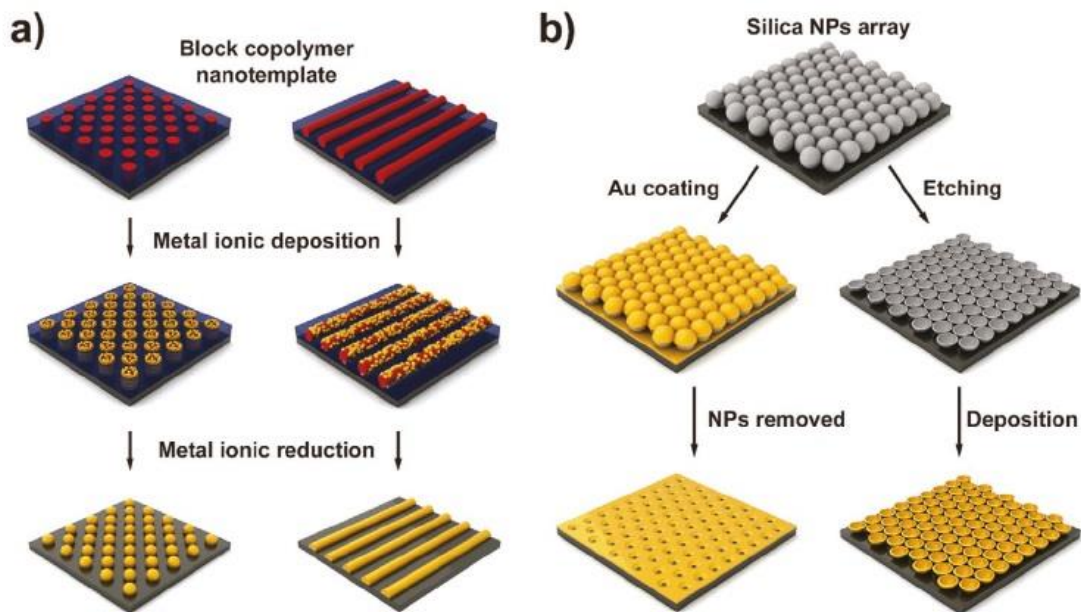 a)
Block copolymer
nanotemplate
Metal ionic deposition
Metal ionic reduction
b)
Silica NPs array
Au coating
Etching
NPs removed
Deposition